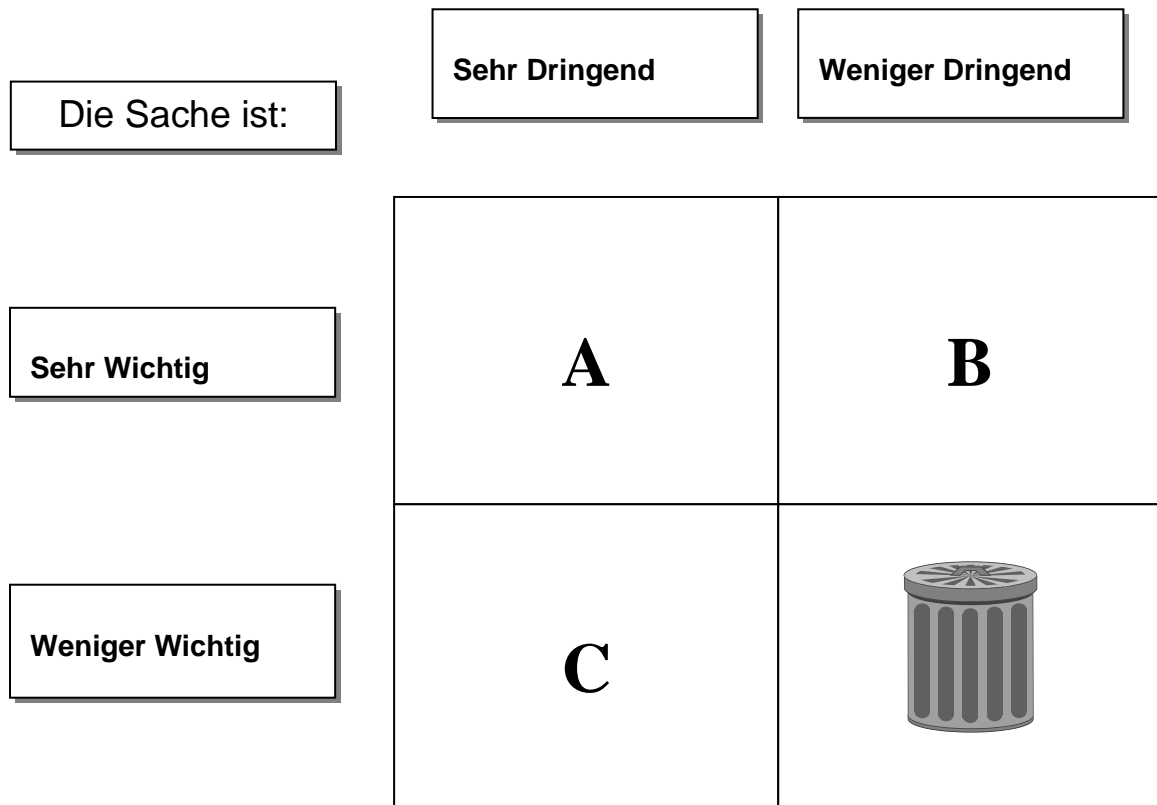 Sehr Dringend
Weniger Dringend
Die Sache ist:
Sehr Wichtig
A
B
Weniger Wichtig
C